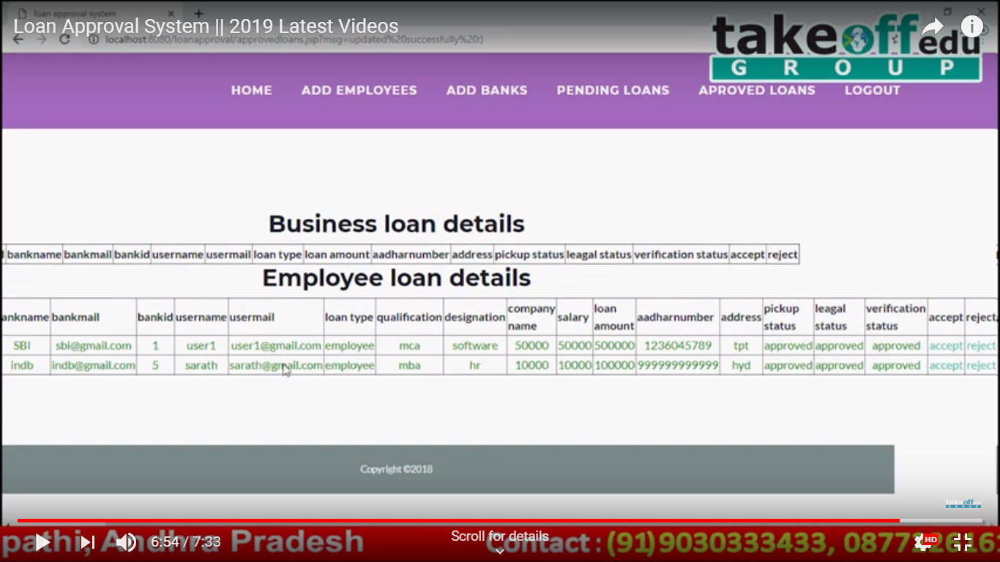 loan approval system
Loan Approval System || 2019 Latest Videos
localhost:8080/loanapproval/approvedloans.jsp?msg=updated%20successfully%20:)
takeoff edu
GROUP
HOME ADD EMPLOYEES ADD BANKS PENDING LOANS APROVED LOANS LOGOUT
Business loan details
bankname bankmail bankid username usermail loan type loan amount aadharnumber address pickup status leagal status verification status accept reject
Employee loan details
ankname bankmail bankid username usermail loan type qualification designation company name salary loan amount aadharnumber address pickup status leagal status verification status accept reject
SBI sbi@gmail.com 1 user1 user1@gmail.com employee mca software 50000 50000 500000 1236045789 tpt approved approved approved accept reject
indb indb@gmail.com 5 sarath sarath@gmail.com employee mba hr 10000 10000 100000 999999999999 hyd approved approved approved accept reject
Copyright ©2018
takeoff edu
GROUP
pathi, Andhra Pradesh Contact : (91)9030333433,
6:54 / 7:33
Scroll for details
HD